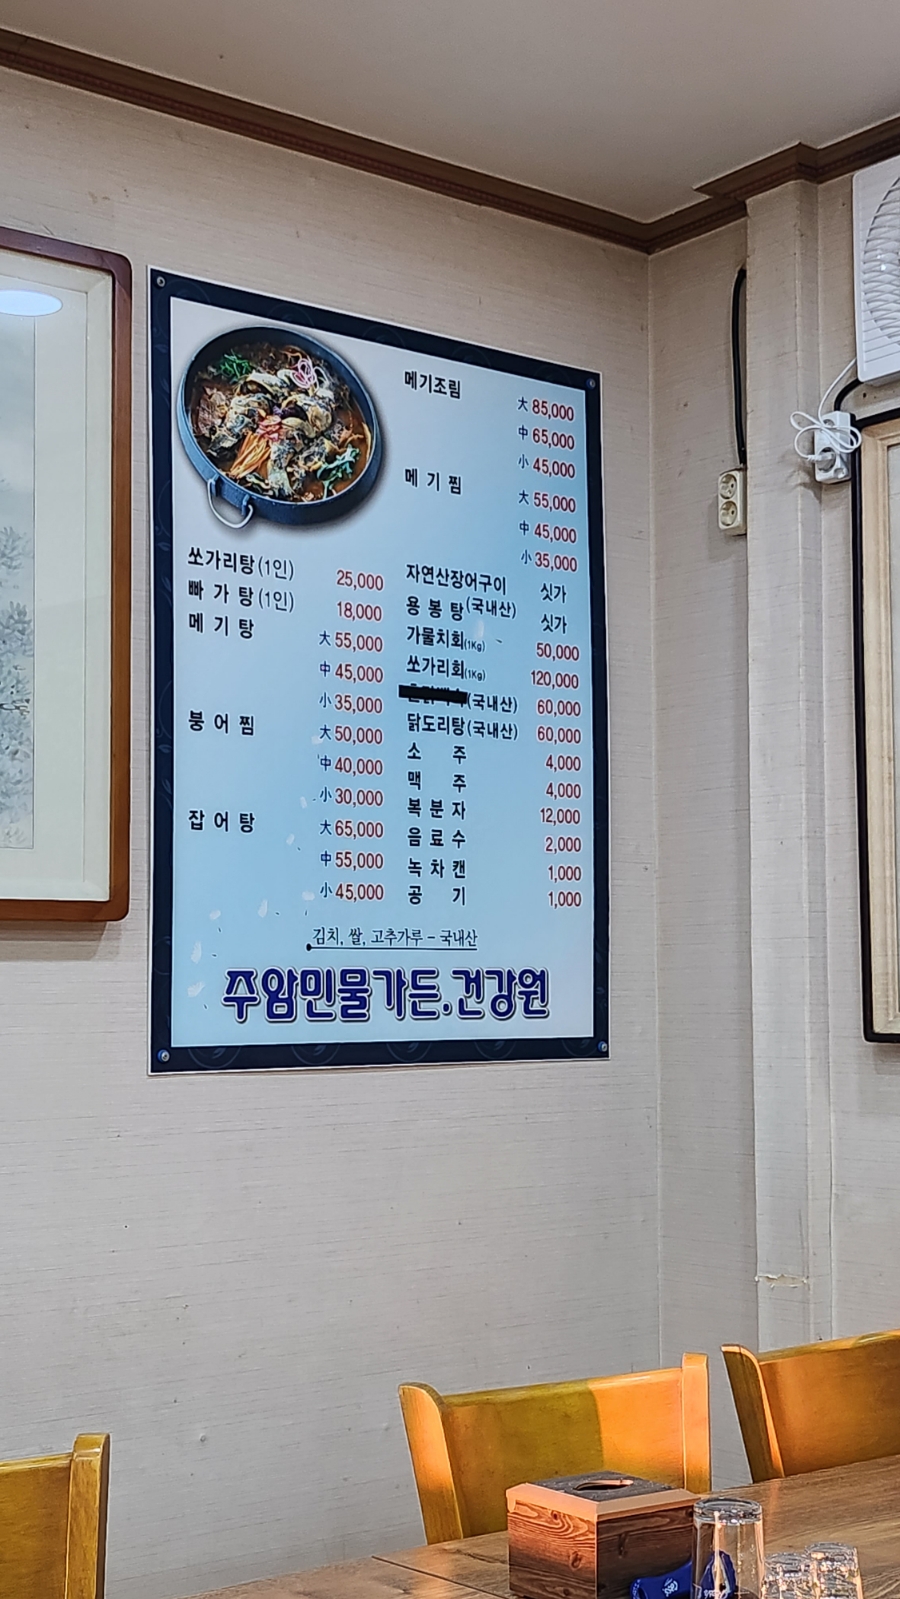 메기조림
大 85,000
中 65,000
小 45,000
메기찜
大 55,000
中 45,000
小 35,000
쏘가리탕(1인) 25,000
빠가탕(1인) 18,000
메기탕
大 55,000
中 45,000
小 35,000
붕어찜
大 50,000
中 40,000
小 30,000
잡어탕
大 65,000
中 55,000
小 45,000
자연산장어구이 싯가
용봉탕(국내산) 싯가
가물치회(1Kg) 50,000
쏘가리회(1Kg) 120,000
(국내산) 60,000
닭도리탕(국내산) 60,000
소주 4,000
맥주 4,000
복분자 12,000
음료수 2,000
녹차캔 1,000
공기 1,000
김치, 쌀, 고추가루 - 국내산
주암민물가든.건강원